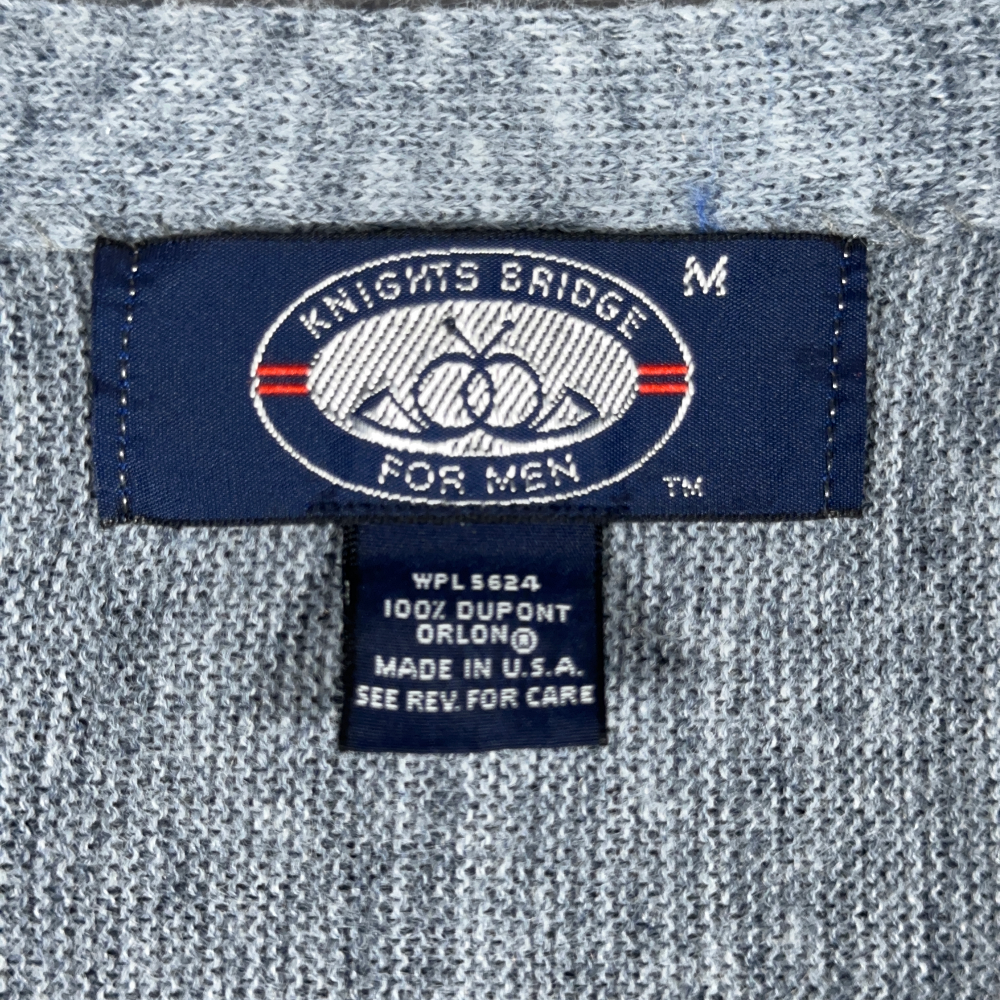 KNIGHTS BRIDGE
M
FOR MEN
TM
WPL 5624
100% DUPONT
ORLON®
MADE IN U.S.A.
SEE REV. FOR CARE